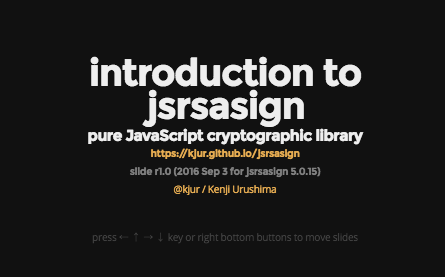 introduction to
jsrsasign
pure JavaScript cryptographic library
https://kjur.github.io/jsrsasign
slide r1.0 (2016 Sep 3 for jsrsasign 5.0.15)
@kjur / Kenji Urushima
press ← ↑ → ↓ key or right bottom buttons to move slides